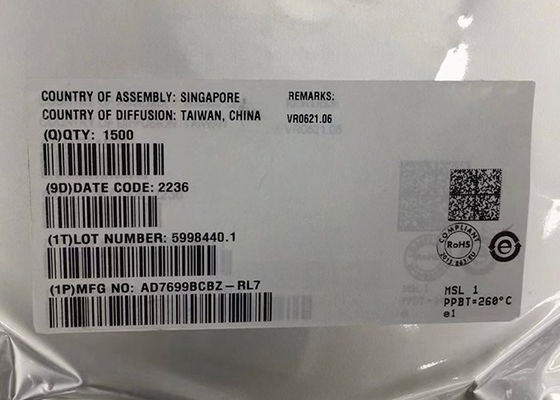 COUNTRY OF ASSEMBLY: SINGAPORE
COUNTRY OF DIFFUSION: TAIWAN, CHINA
REMARKS:
VR0621.06
(Q)QTY: 1500
(9D)DATE CODE: 2236
(1T)LOT NUMBER: 5998440.1
(1P)MFG NO: AD7699BCBZ-RL7
COMPLIANT
RoHS
e
MSL 1
PPBT=260°C
e1